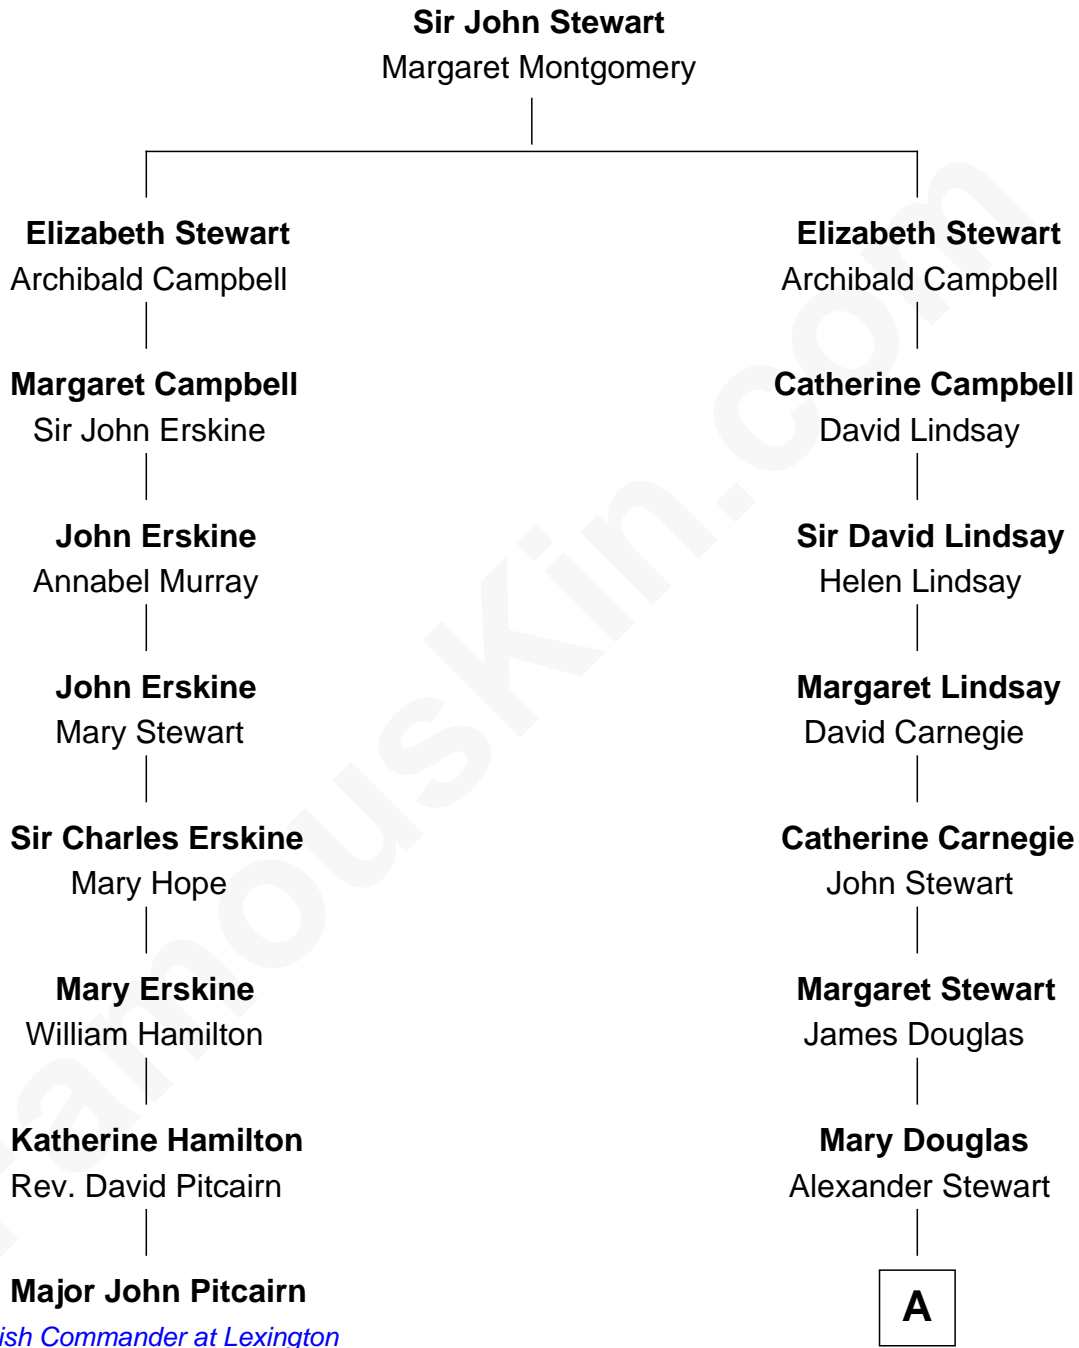 Sir John Stewart
Margaret Montgomery
Elizabeth Stewart
Archibald Campbell
Elizabeth Stewart
Archibald Campbell
Margaret Campbell
Sir John Erskine
Catherine Campbell
David Lindsay
John Erskine
Annabel Murray
Sir David Lindsay
Helen Lindsay
John Erskine
Mary Stewart
Margaret Lindsay
David Carnegie
Sir Charles Erskine
Mary Hope
Catherine Carnegie
John Stewart
Mary Erskine
William Hamilton
Margaret Stewart
James Douglas
Katherine Hamilton
Rev. David Pitcairn
Mary Douglas
Alexander Stewart
Major John Pitcairn
ish Commander at Lexington
A
FamousKin.com